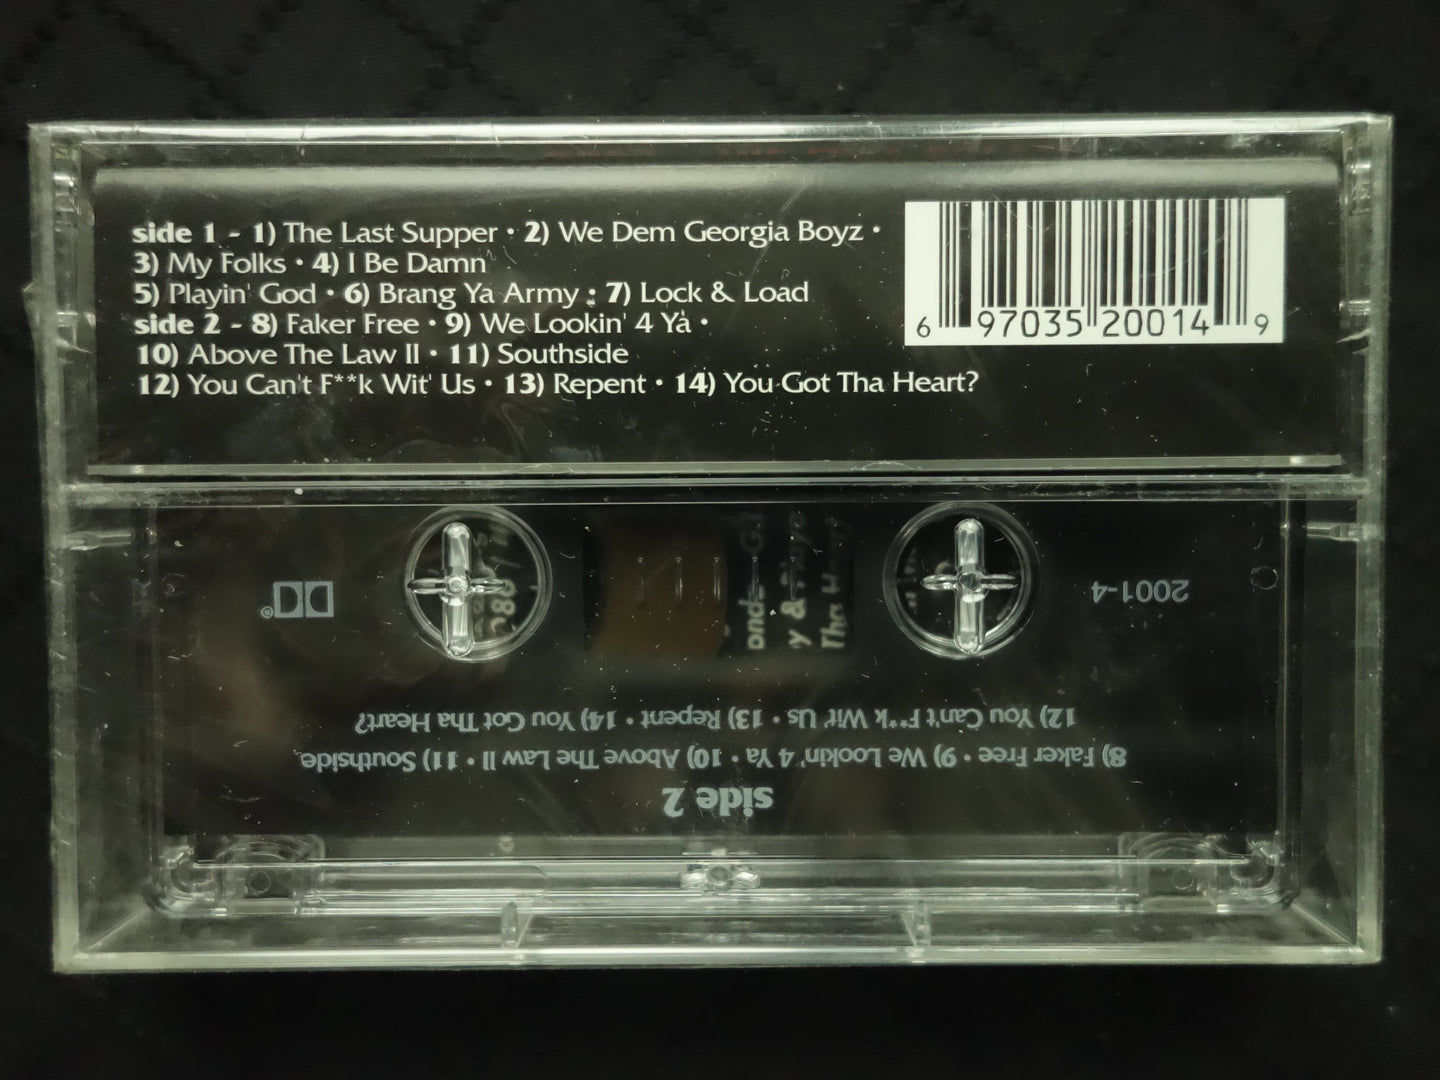 side 1 - 1) The Last Supper • 2) We Dem Georgia Boyz •
3) My Folks • 4) I Be Damn
5) Playin' God • 6) Brang Ya Army • 7) Lock & Load
side 2 - 8) Faker Free • 9) We Lookin' 4 Ya •
10) Above The Law II • 11) Southside
12) You Can't F**k Wit' Us • 13) Repent • 14) You Got Tha Heart?
6 97035 20014 9
2001-4
side 2
8) Faker Free • 9) We Lookin' 4 Ya • 10) Above The Law II • 11) Southside
12) You Can't F**k Wit' Us • 13) Repent • 14) You Got Tha Heart?